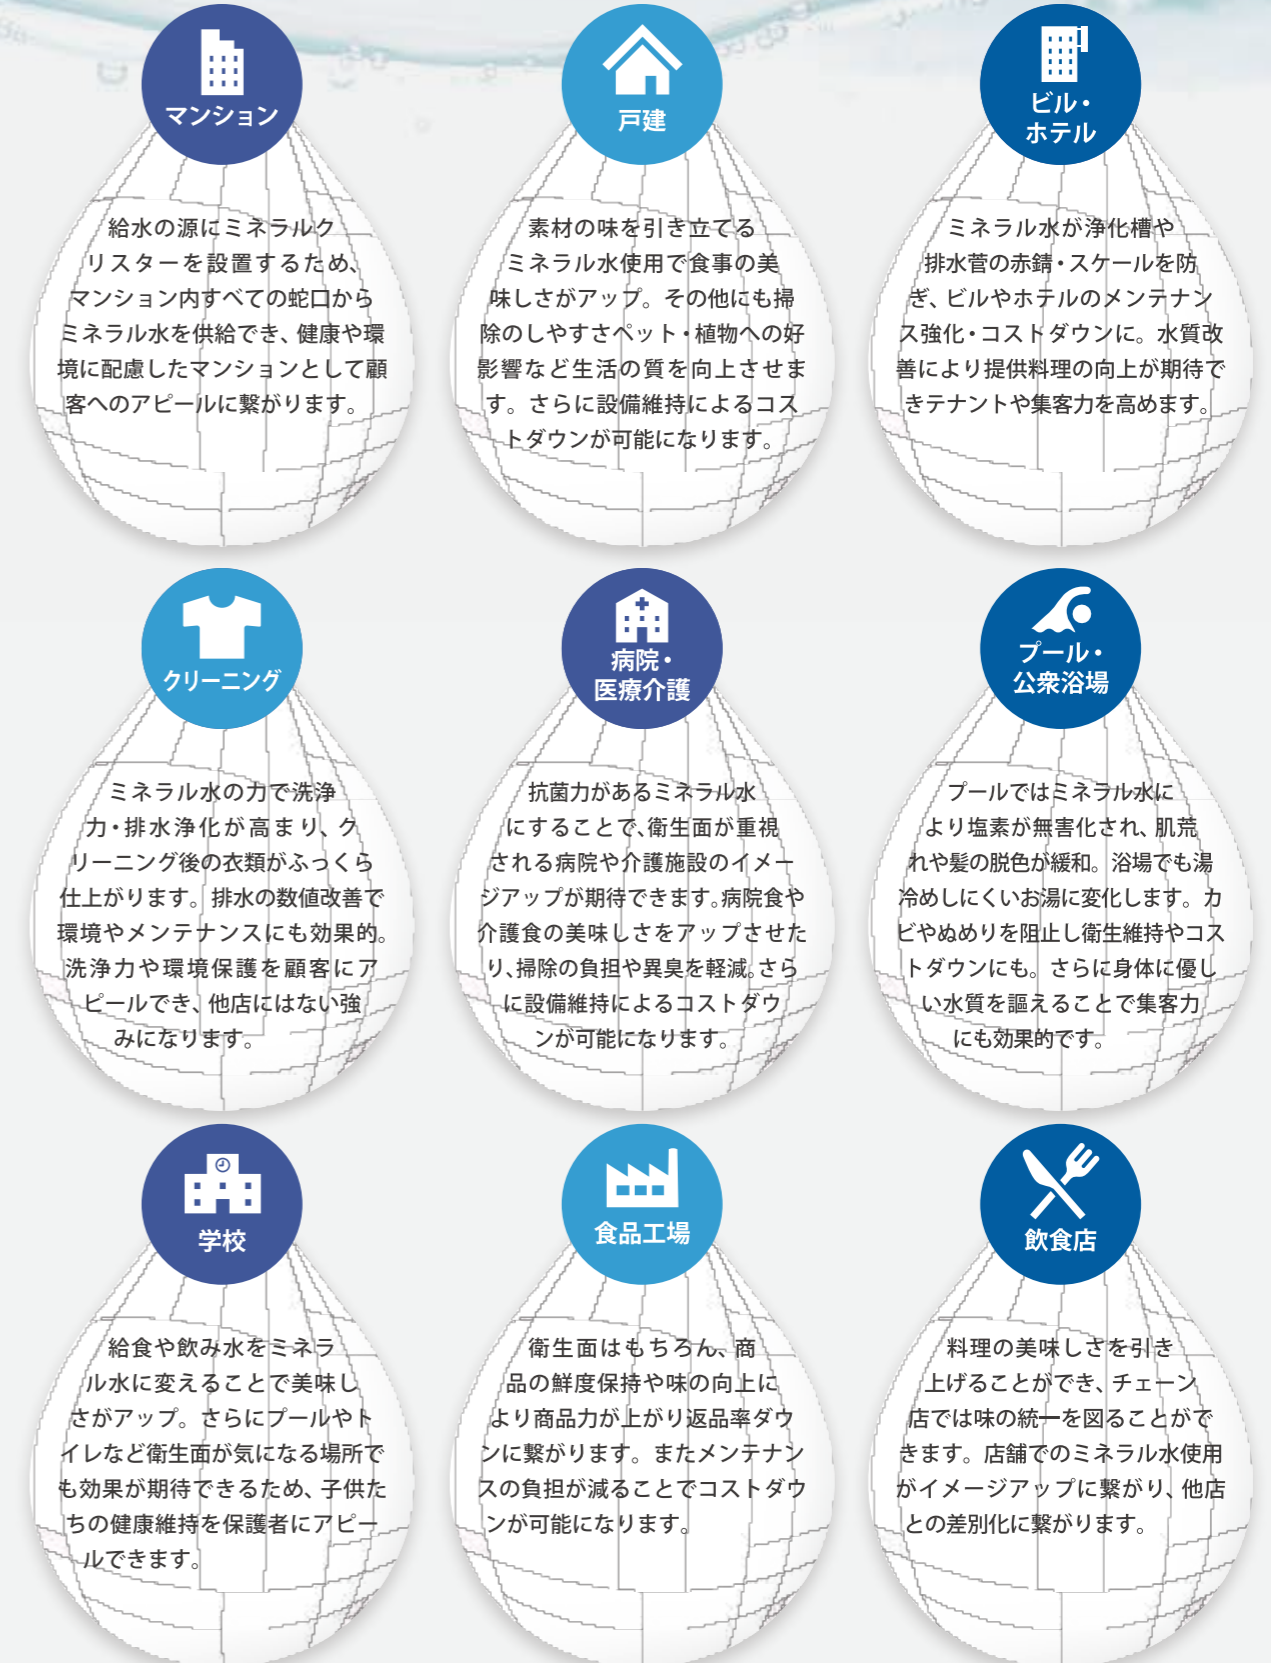 マンション
給水の源にミネラルク
リスターを設置するため、
マンション内すべての蛇口から
ミネラル水を供給でき、健康や環
境に配慮したマンションとして顧
客へのアピールに繋がります。
戸建
素材の味を引き立てる
ミネラル水使用で食事の美
味しさがアップ。その他にも掃
除のしやすさペット・植物への好
影響など生活の質を向上させま
す。さらに設備維持によるコス
トダウンが可能になります。
ビル・
ホテル
ミネラル水が浄化槽や
排水菅の赤錆・スケールを防
ぎ、ビルやホテルのメンテナン
ス強化・コストダウンに。水質改
善により提供料理の向上が期待で
きテナントや集客力を高めます。
クリーニング
ミネラル水の力で洗浄
力・排水浄化が高まり、ク
リーニング後の衣類がふっくら
仕上がります。排水の数値改善で
環境やメンテナンスにも効果的。
洗浄力や環境保護を顧客にア
ピールでき、他店にはない強
みになります。
病院・
医療介護
抗菌力があるミネラル水
にすることで、衛生面が重視
される病院や介護施設のイメー
ジアップが期待できます。病院食や
介護食の美味しさをアップさせた
り、掃除の負担や異臭を軽減。さら
に設備維持によるコストダウ
ンが可能になります。
プール・
公衆浴場
プールではミネラル水に
より塩素が無害化され、肌荒
れや髪の脱色が緩和。浴場でも湯
冷めしにくいお湯に変化します。カ
ビやぬめりを阻止し衛生維持やコス
トダウンにも。さらに身体に優し
い水質を謳えることで集客力
にも効果的です。
学校
給食や飲み水をミネラ
ル水に変えることで美味し
さがアップ。さらにプールやト
イレなど衛生面が気になる場所で
も効果が期待できるため、子供た
ちの健康維持を保護者にアピー
ルできます。
食品工場
衛生面はもちろん、商
品の鮮度保持や味の向上に
より商品力が上がり返品率ダウ
ンに繋がります。またメンテナン
スの負担が減ることでコストダウ
ンが可能になります。
飲食店
料理の美味しさを引き
上げることができ、チェーン
店では味の統一を図ることがで
きます。店舗でのミネラル水使用
がイメージアップに繋がり、他店
との差別化に繋がります。